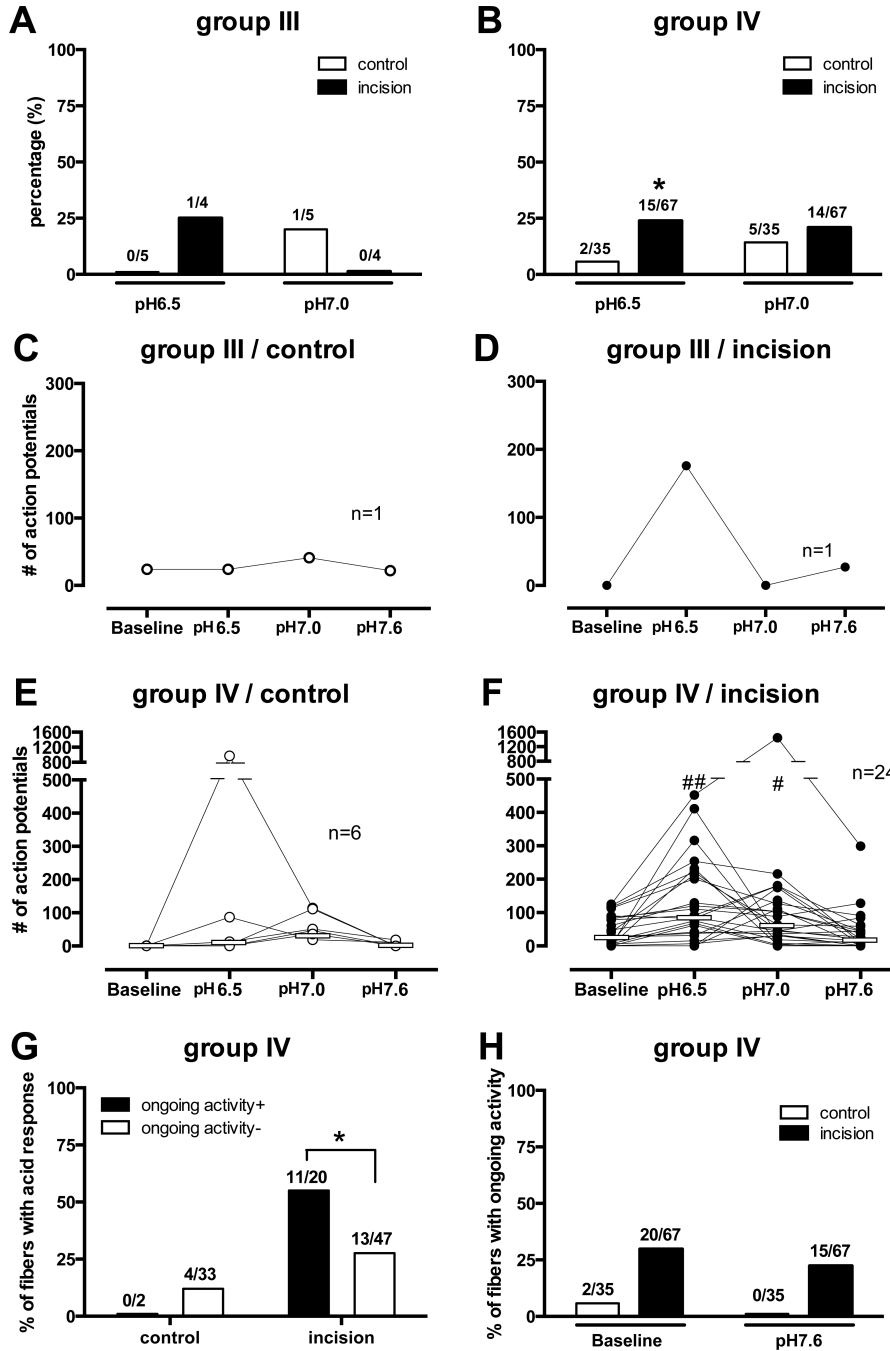 A group III
100
75
50
25
0
percentage (%)
control
incision
0/5 1/4 1/5 0/4
pH6.5 pH7.0
B group IV
100
75
50
25
0
control
incision
*
2/35 15/67 5/35 14/67
pH6.5 pH7.0
C group III / control
300
200
100
0
# of action potentials
n=1
Baseline pH6.5 pH7.0 pH7.6
D group III / incision
300
200
100
0
n=1
Baseline pH6.5 pH7.0 pH7.6
E group IV / control
1600
1200
800
500
400
300
200
100
0
# of action potentials
n=6
Baseline pH6.5 pH7.0 pH7.6
F group IV / incision
1600
1200
800
500
400
300
200
100
0
## #
n=24
Baseline pH6.5 pH7.0 pH7.6
G group IV
100
75
50
25
0
% of fibers with acid response
ongoing activity+
ongoing activity-
*
0/2 4/33 11/20 13/47
control incision
H group IV
100
75
50
25
0
% of fibers with ongoing activity
control
incision
2/35 20/67 0/35 15/67
Baseline pH7.6